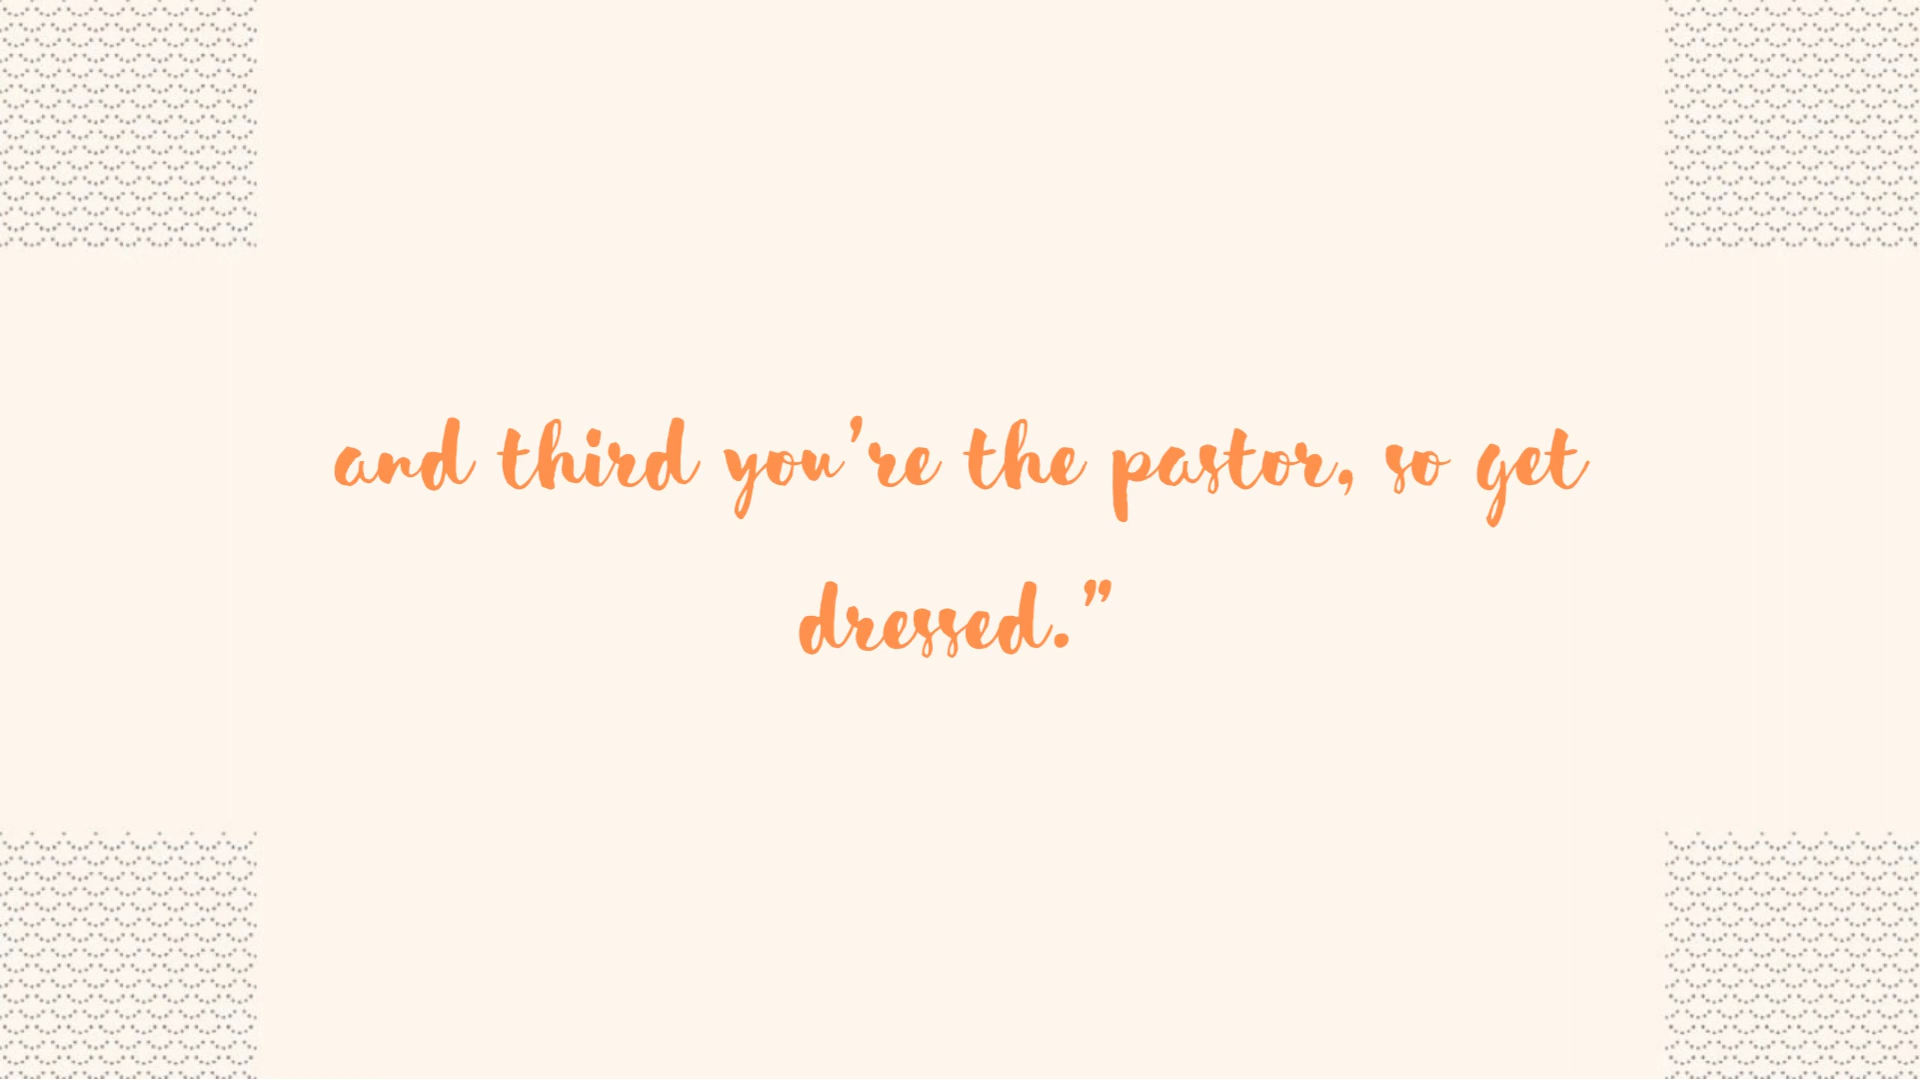 and third you’re the pastor, so get
dressed.”